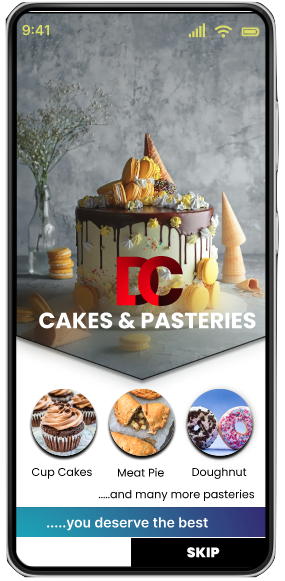 9:41
DC
CAKES & PASTERIES
Cup Cakes Meat Pie Doughnut
.....and many more pasteries
.....you deserve the best
SKIP